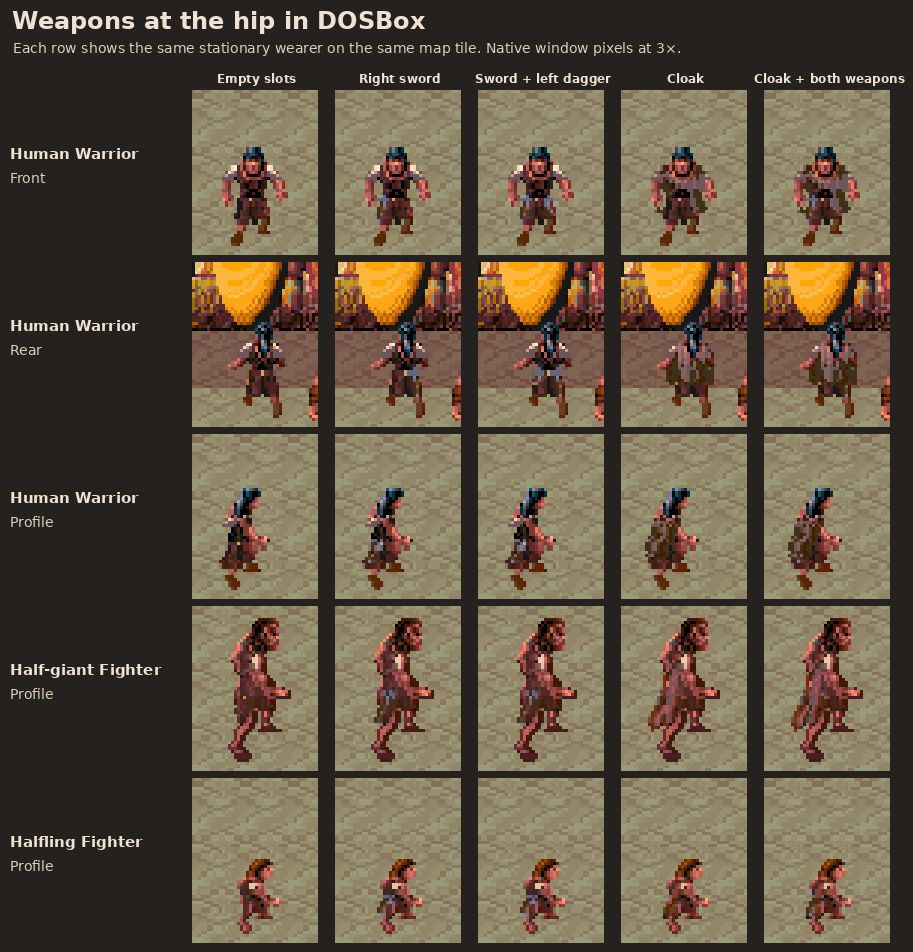 Weapons at the hip in DOSBox
Each row shows the same stationary wearer on the same map tile. Native window pixels at 3×.
Empty slots
Right sword
Sword + left dagger
Cloak
Cloak + both weapons
Human Warrior
Front
Human Warrior
Rear
Human Warrior
Profile
Half-giant Fighter
Profile
Halfling Fighter
Profile